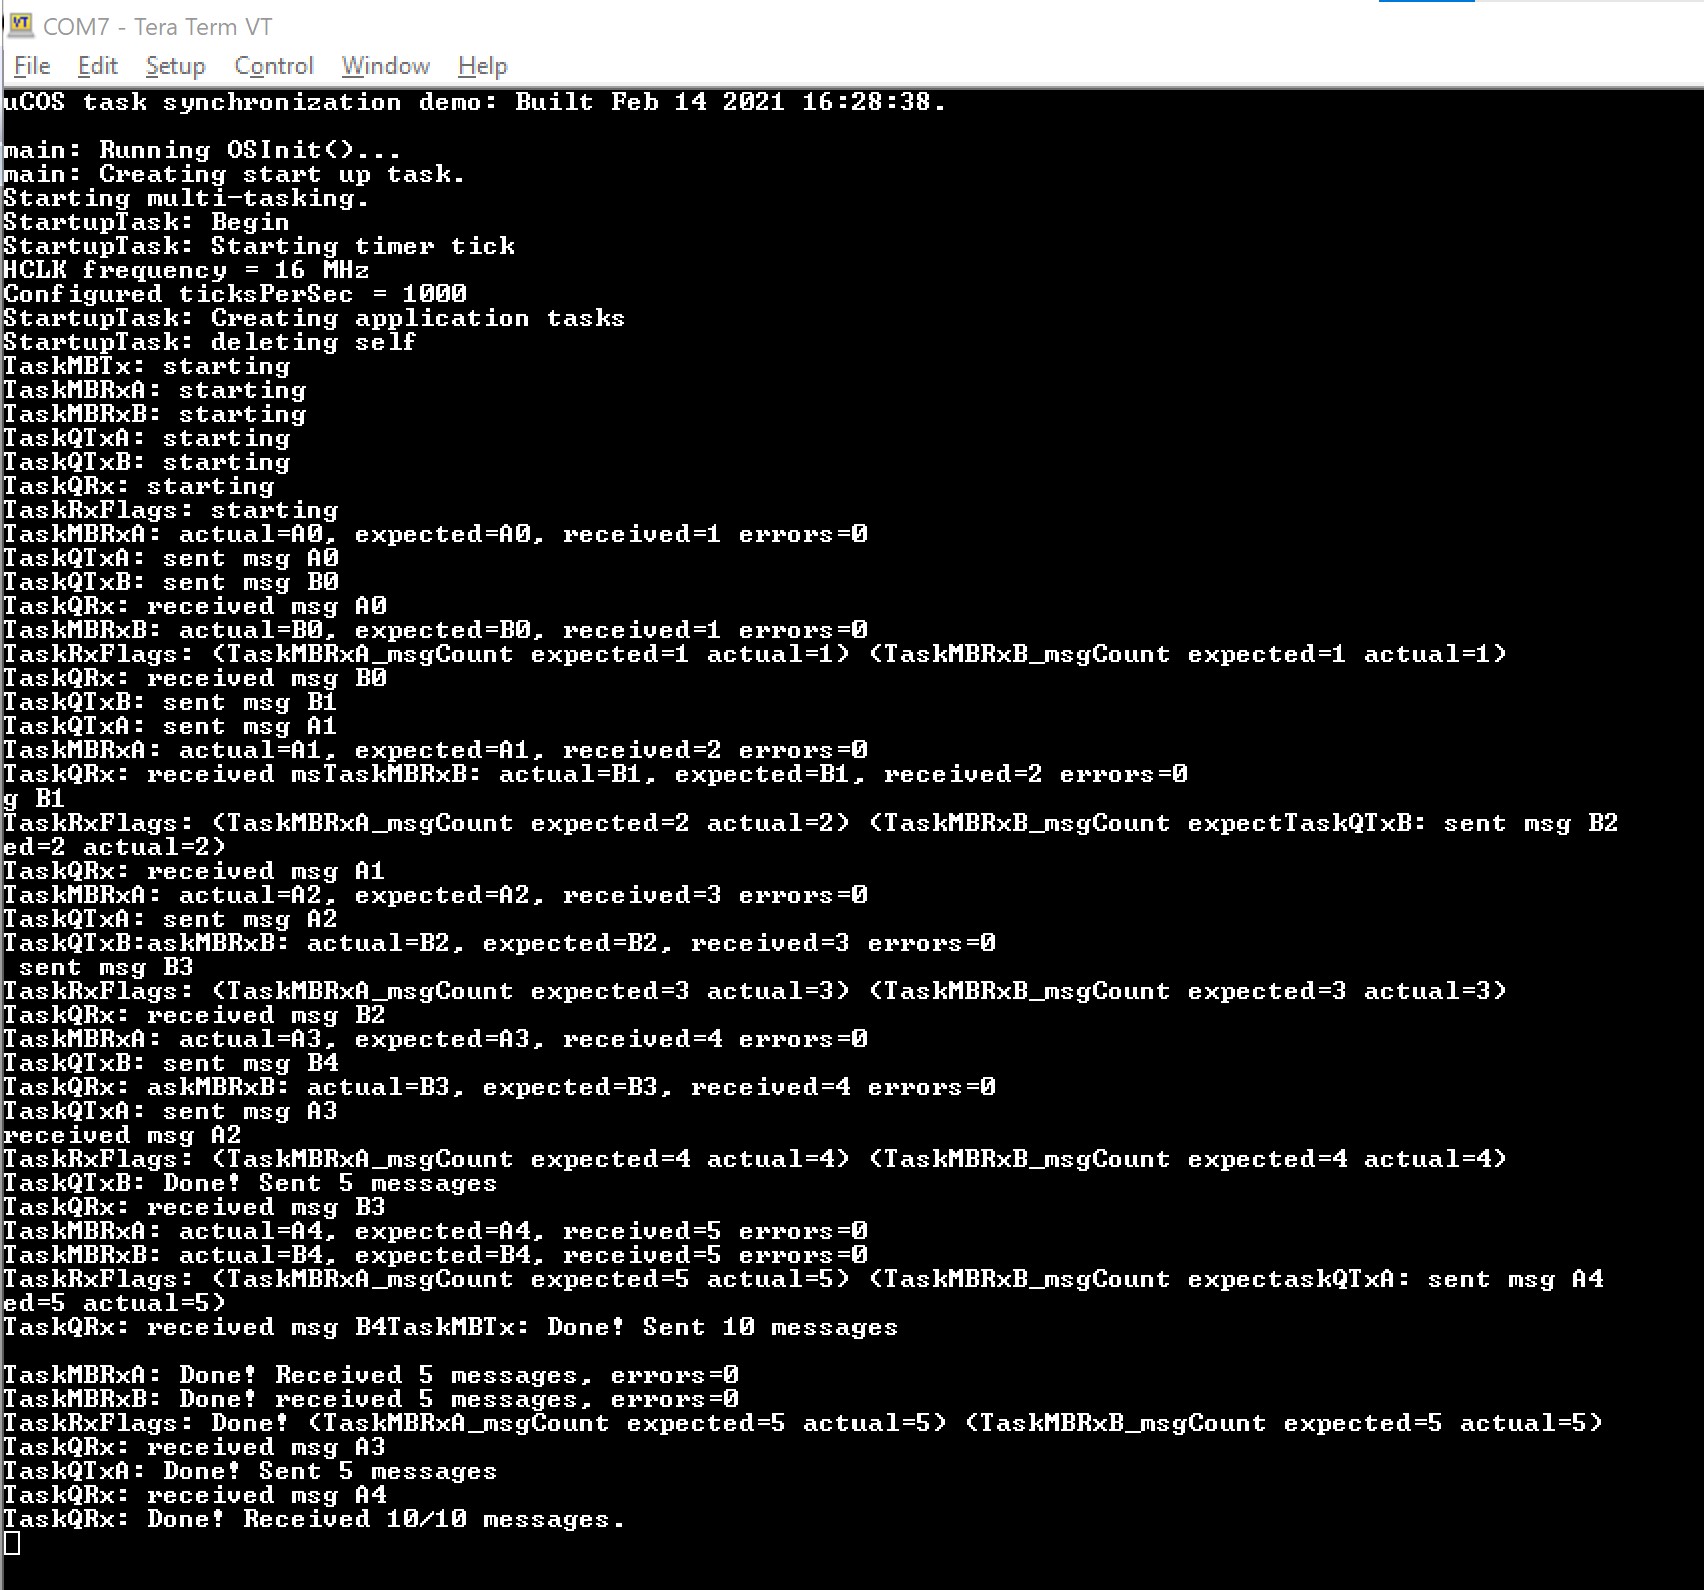 COM7 - Tera Term VT
File Edit Setup Control Window Help
uCOS task synchronization demo: Built Feb 14 2021 16:28:38.
main: Running OSInit()...
main: Creating start up task.
Starting multi-tasking.
StartupTask: Begin
StartupTask: Starting timer tick
HCLK frequency = 16 MHz
Configured ticksPerSec = 1000
StartupTask: Creating application tasks
StartupTask: deleting self
TaskMBTx: starting
TaskMBRxA: starting
TaskMBRxB: starting
TaskQTxA: starting
TaskQTxB: starting
TaskQRx: starting
TaskRxFlags: starting
TaskMBRxA: actual=A0, expected=A0, received=1 errors=0
TaskQTxA: sent msg A0
TaskQTxB: sent msg B0
TaskQRx: received msg A0
TaskMBRxB: actual=B0, expected=B0, received=1 errors=0
TaskRxFlags: (TaskMBRxA_msgCount expected=1 actual=1) (TaskMBRxB_msgCount expected=1 actual=1)
TaskQRx: received msg B0
TaskQTxB: sent msg B1
TaskQTxA: sent msg A1
TaskMBRxA: actual=A1, expected=A1, received=2 errors=0
TaskQRx: received msTaskMBRxB: actual=B1, expected=B1, received=2 errors=0
g B1
TaskRxFlags: (TaskMBRxA_msgCount expected=2 actual=2) (TaskMBRxB_msgCount expectTaskQTxB: sent msg B2
ed=2 actual=2)
TaskQRx: received msg A1
TaskMBRxA: actual=A2, expected=A2, received=3 errors=0
TaskQTxA: sent msg A2
TaskQTxB:askMBRxB: actual=B2, expected=B2, received=3 errors=0
sent msg B3
TaskRxFlags: (TaskMBRxA_msgCount expected=3 actual=3) (TaskMBRxB_msgCount expected=3 actual=3)
TaskQRx: received msg B2
TaskMBRxA: actual=A3, expected=A3, received=4 errors=0
TaskQTxB: sent msg B4
TaskQRx: askMBRxB: actual=B3, expected=B3, received=4 errors=0
TaskQTxA: sent msg A3
received msg A2
TaskRxFlags: (TaskMBRxA_msgCount expected=4 actual=4) (TaskMBRxB_msgCount expected=4 actual=4)
TaskQTxB: Done! Sent 5 messages
TaskQRx: received msg B3
TaskMBRxA: actual=A4, expected=A4, received=5 errors=0
TaskMBRxB: actual=B4, expected=B4, received=5 errors=0
TaskRxFlags: (TaskMBRxA_msgCount expected=5 actual=5) (TaskMBRxB_msgCount expectaskQTxA: sent msg A4
ed=5 actual=5)
TaskQRx: received msg B4TaskMBTx: Done! Sent 10 messages
TaskMBRxA: Done! Received 5 messages, errors=0
TaskMBRxB: Done! received 5 messages, errors=0
TaskRxFlags: Done! (TaskMBRxA_msgCount expected=5 actual=5) (TaskMBRxB_msgCount expected=5 actual=5)
TaskQRx: received msg A3
TaskQTxA: Done! Sent 5 messages
TaskQRx: received msg A4
TaskQRx: Done! Received 10/10 messages.